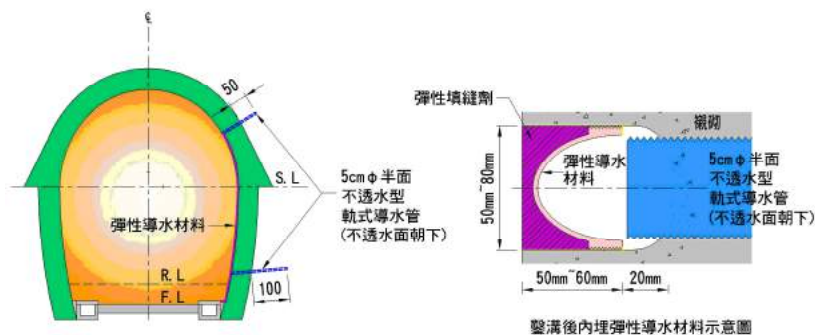 ℄
50
S.L
5cmφ半面
不透水型
軌式導水管
(不透水面朝下)
彈性導水材料
R.L
F.L
100
彈性填縫劑
襯砌
彈性導水
材料
5cmφ半面
不透水型
軌式導水管
(不透水面朝下)
50mm~80mm
50mm~60mm
20mm
鑿溝後內埋彈性導水材料示意圖